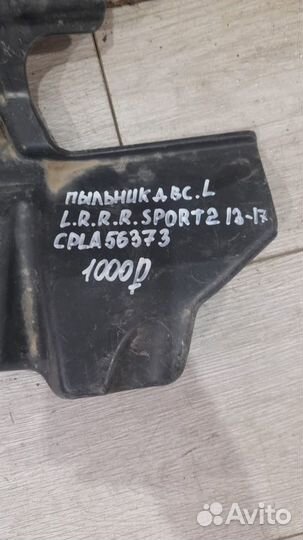 ПЫЛЬНИК ДВС.L
L.R.R.R.SPORT2 13-17
CPLA56373
1000₽
Avito